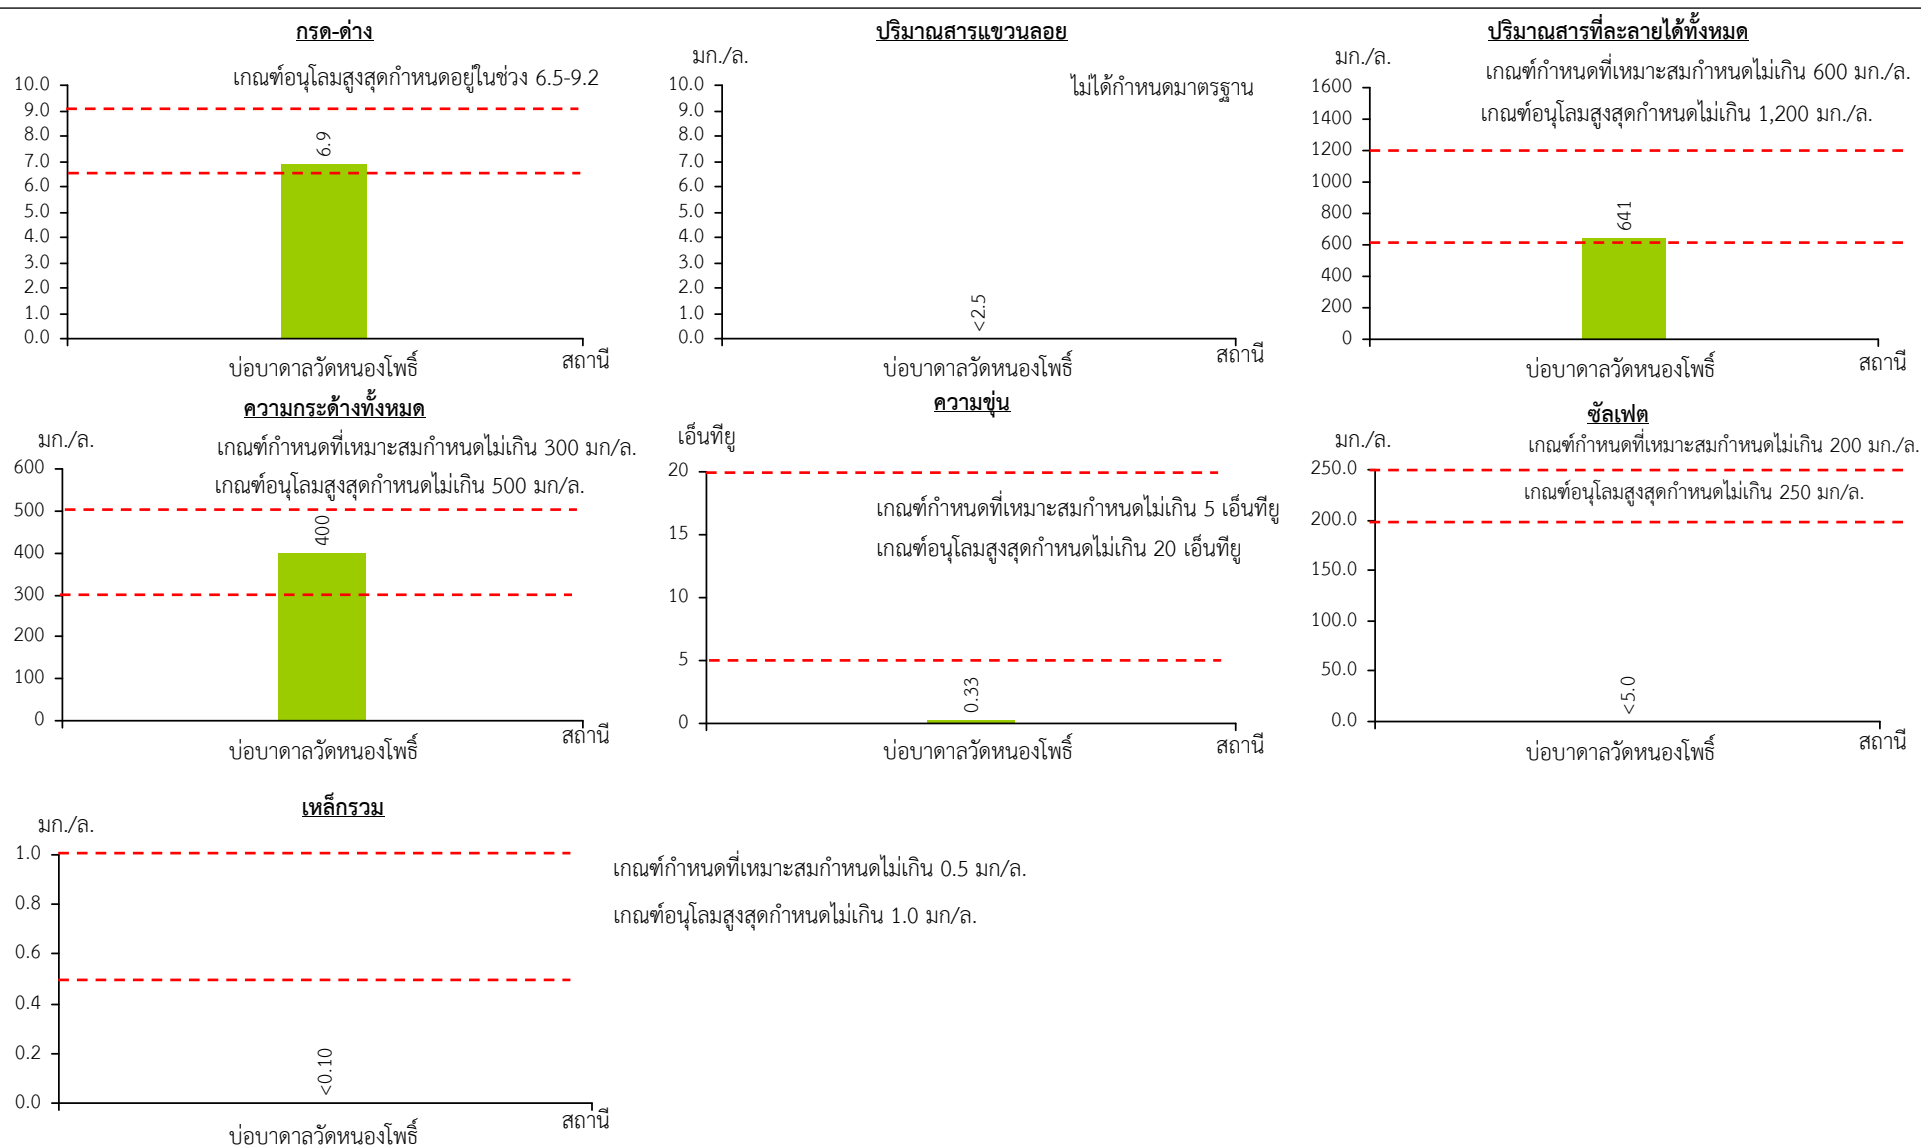 กรด-ด่าง
เกณฑ์อนุโลมสูงสุดกำหนดอยู่ในช่วง 6.5-9.2
10.0
9.0
8.0
7.0
6.0
5.0
4.0
3.0
2.0
1.0
0.0
6.9
บ่อบาดาลวัดหนองโพธิ์
สถานี
ปริมาณสารแขวนลอย
มก./ล.
ไม่ได้กำหนดมาตรฐาน
10.0
9.0
8.0
7.0
6.0
5.0
4.0
3.0
2.0
1.0
0.0
<2.5
บ่อบาดาลวัดหนองโพธิ์
สถานี
ปริมาณสารที่ละลายได้ทั้งหมด
มก./ล.
เกณฑ์กำหนดที่เหมาะสมกำหนดไม่เกิน 600 มก./ล.
เกณฑ์อนุโลมสูงสุดกำหนดไม่เกิน 1,200 มก./ล.
1600
1400
1200
1000
800
600
400
200
0
641
บ่อบาดาลวัดหนองโพธิ์
สถานี
ความกระด้างทั้งหมด
มก./ล.
เกณฑ์กำหนดที่เหมาะสมกำหนดไม่เกิน 300 มก/ล.
เกณฑ์อนุโลมสูงสุดกำหนดไม่เกิน 500 มก/ล.
600
500
400
300
200
100
0
400
บ่อบาดาลวัดหนองโพธิ์
สถานี
ความขุ่น
เอ็นทียู
เกณฑ์กำหนดที่เหมาะสมกำหนดไม่เกิน 5 เอ็นทียู
เกณฑ์อนุโลมสูงสุดกำหนดไม่เกิน 20 เอ็นทียู
20
15
10
5
0
0.33
บ่อบาดาลวัดหนองโพธิ์
สถานี
ซัลเฟต
มก./ล.
เกณฑ์กำหนดที่เหมาะสมกำหนดไม่เกิน 200 มก./ล.
เกณฑ์อนุโลมสูงสุดกำหนดไม่เกิน 250 มก/ล.
250.0
200.0
150.0
100.0
50.0
0.0
<5.0
บ่อบาดาลวัดหนองโพธิ์
สถานี
เหล็กรวม
มก./ล.
เกณฑ์กำหนดที่เหมาะสมกำหนดไม่เกิน 0.5 มก/ล.
เกณฑ์อนุโลมสูงสุดกำหนดไม่เกิน 1.0 มก/ล.
1.0
0.8
0.6
0.4
0.2
0.0
<0.10
บ่อบาดาลวัดหนองโพธิ์
สถานี